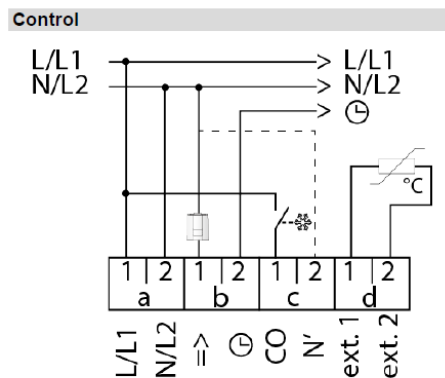 Control
L/L1 L/L1
N/L2 N/L2
°C
1 2 1 2 1 2 1 2
a b c d
L/L1 N/L2 => CO N' ext. 1 ext. 2